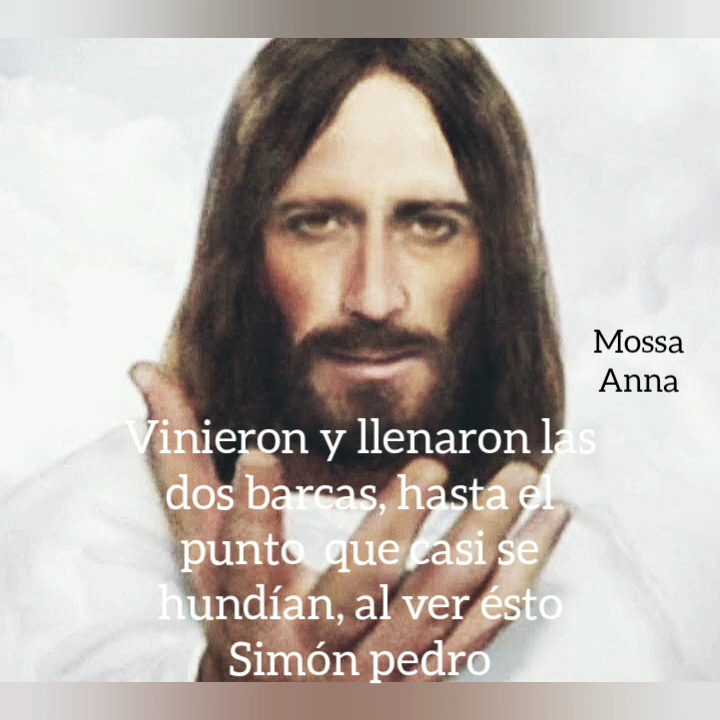 Mossa
Anna
Vinieron y llenaron las
dos barcas, hasta el
punto que casi se
hundían, al ver ésto
Simón pedro